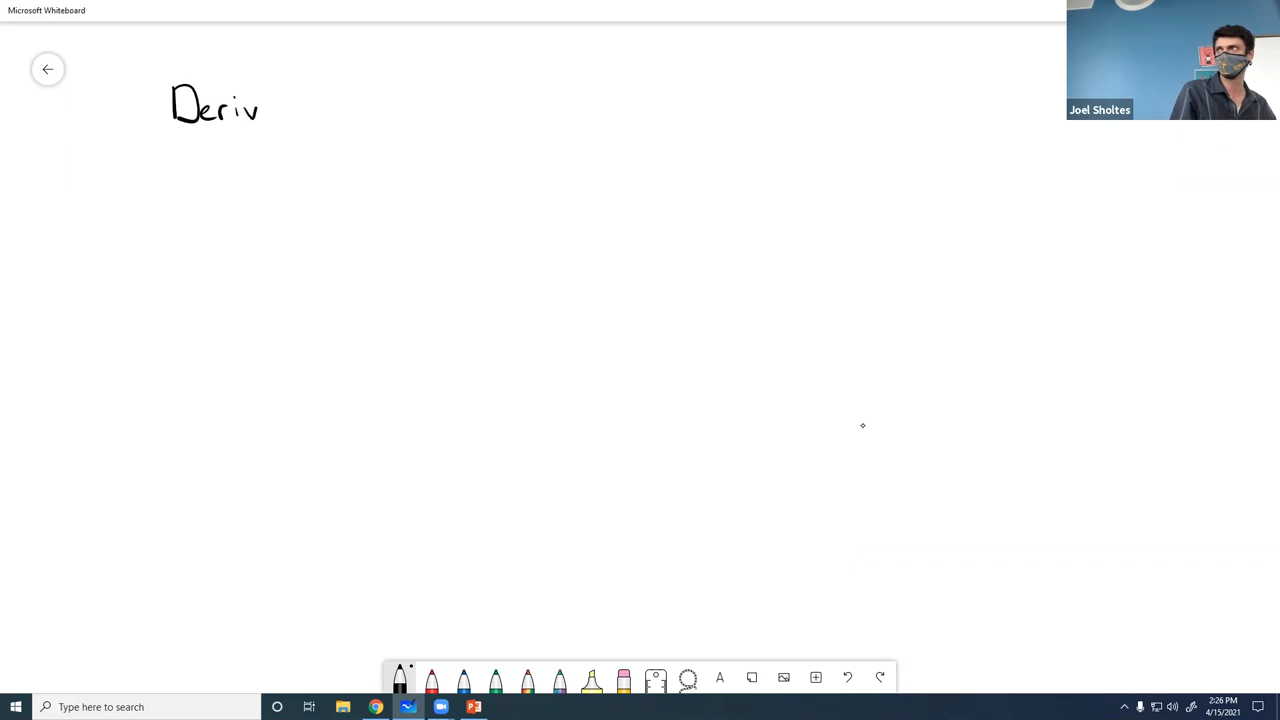 Microsoft Whiteboard
Deriv
Joel Sholtes
A
Type here to search
2:26 PM
4/15/2021